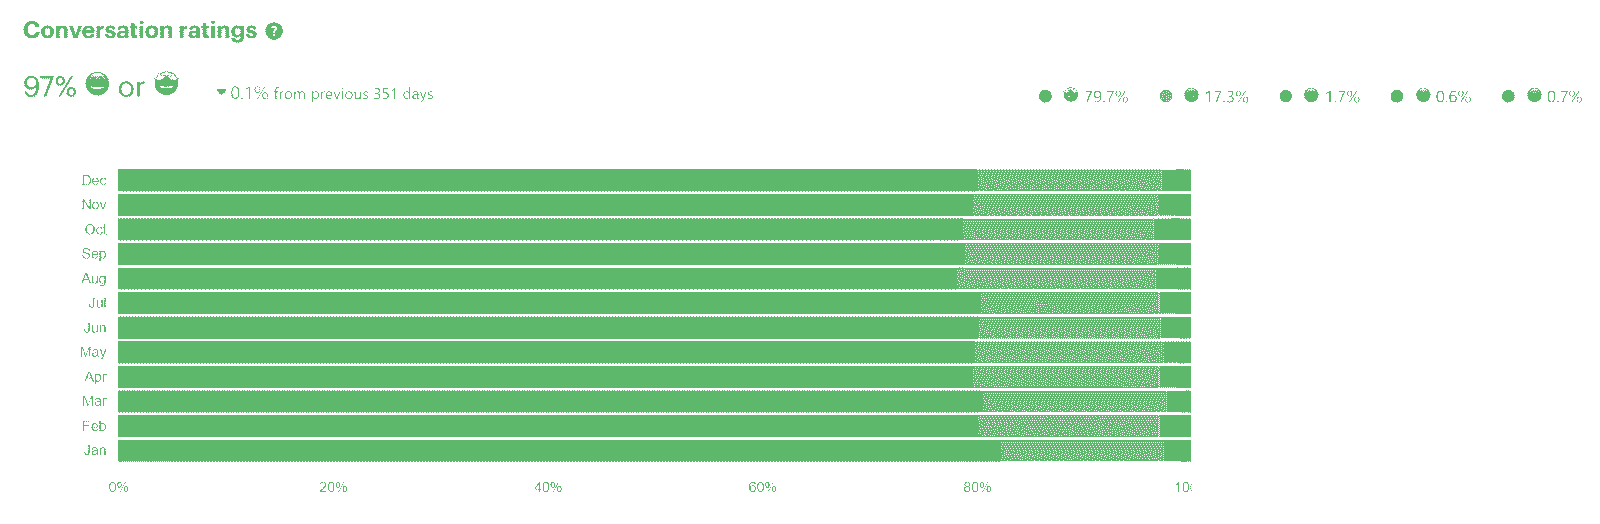 Conversation ratings ?
97% or
0.1% from previous 351 days
79.7% 17.3% 1.7% 0.6% 0.7%
Dec
Nov
Oct
Sep
Aug
Jul
Jun
May
Apr
Mar
Feb
Jan
0% 20% 40% 60% 80% 10